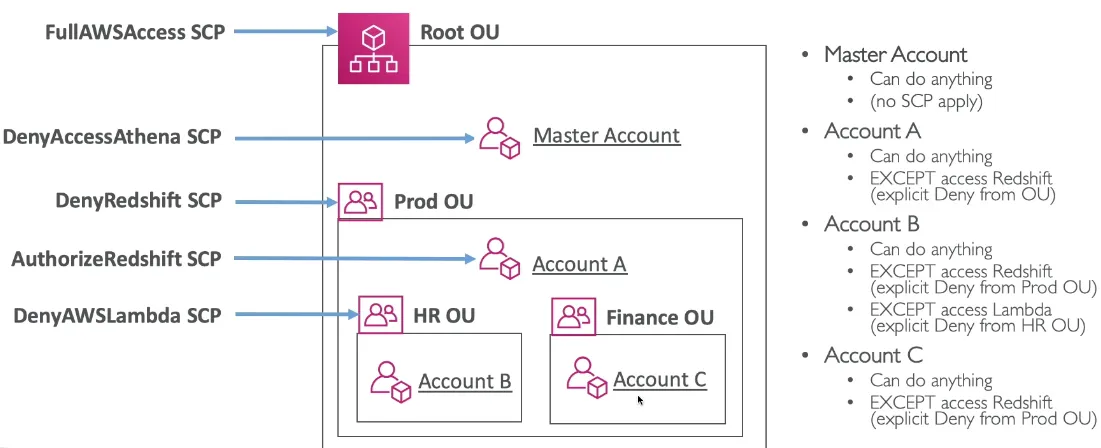 FullAWSAccess SCP
Root OU
DenyAccessAthena SCP
Master Account
DenyRedshift SCP
Prod OU
AuthorizeRedshift SCP
Account A
DenyAWSLambda SCP
HR OU
Finance OU
Account B
Account C
• Master Account
• Can do anything
• (no SCP apply)
• Account A
• Can do anything
• EXCEPT access Redshift
(explicit Deny from OU)
• Account B
• Can do anything
• EXCEPT access Redshift
(explicit Deny from Prod OU)
• EXCEPT access Lambda
(explicit Deny from HR OU)
• Account C
• Can do anything
• EXCEPT access Redshift
(explicit Deny from Prod OU)